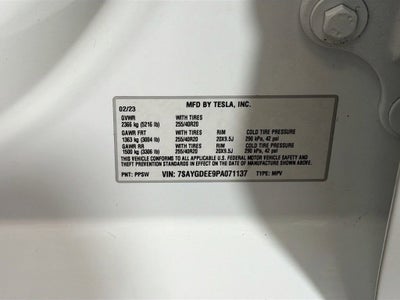 02/23 MFD BY TESLA, INC.
GVWR WITH TIRES
2366 kg (5216 lb) 255/40R20
GAWR FRT WITH TIRES RIM COLD TIRE PRESSURE
1363 kg (3004 lb) 255/40R20 20X9.5J 290 kPa, 42 psi
GAWR RR WITH TIRES RIM COLD TIRE PRESSURE
1500 kg (3306 lb) 255/40R20 20X9.5J 290 kPa, 42 psi
THIS VEHICLE CONFORMS TO ALL APPLICABLE U.S. FEDERAL MOTOR VEHICLE SAFETY AND
THEFT PREVENTION STANDARDS IN EFFECT ON THE DATE OF MANUFACTURE SHOWN ABOVE.
PNT: PPSW VIN: 7SAYGDEE9PA071137 TYPE: MPV